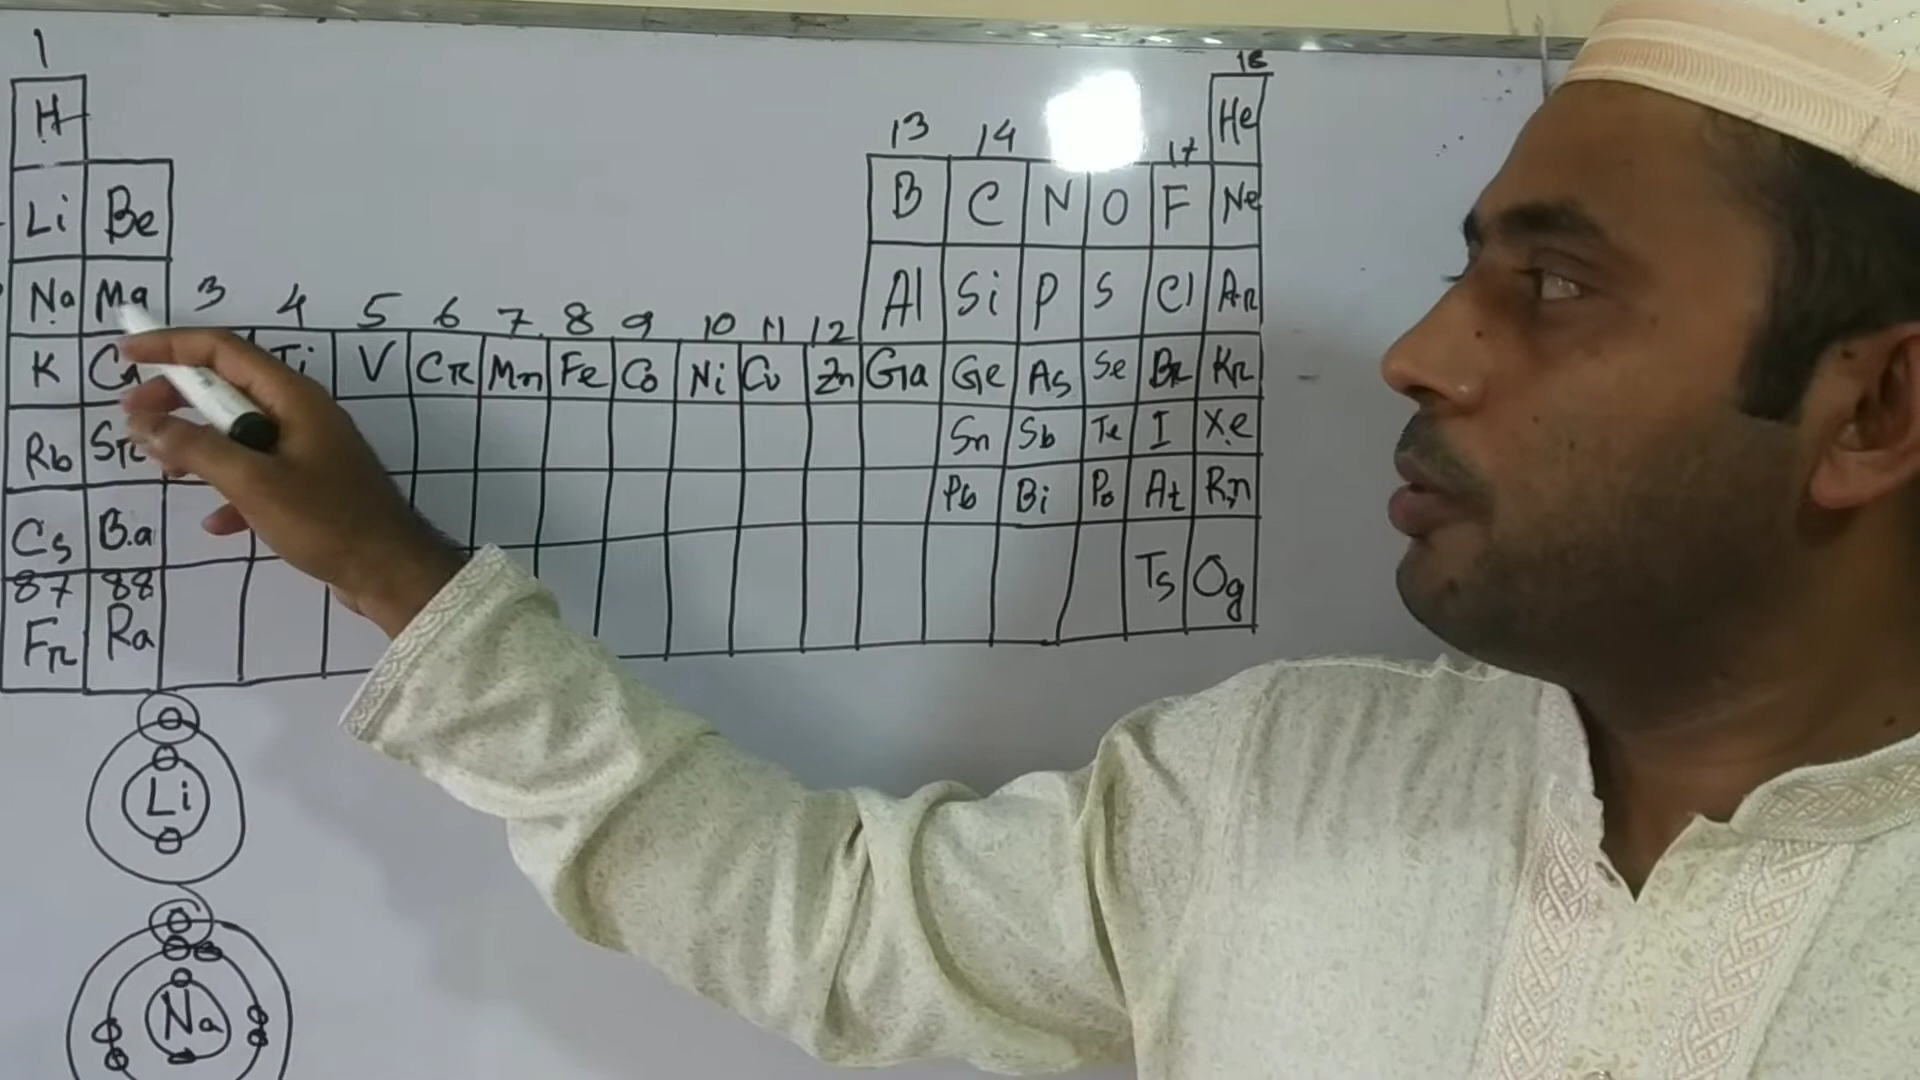 1 18
H He
13 14 17
Li Be B C N O F Ne
Na Mg 3 4 5 6 7 8 9 10 11 12 Al Si P S Cl Ar
K Ca Ti V Cr Mn Fe Co Ni Cu Zn Ga Ge As Se Br Kr
Rb Sr Sn Sb Te I Xe
Cs Ba Pb Bi Po At Rn
87 88
Fr Ra Ts Og
Li
Na